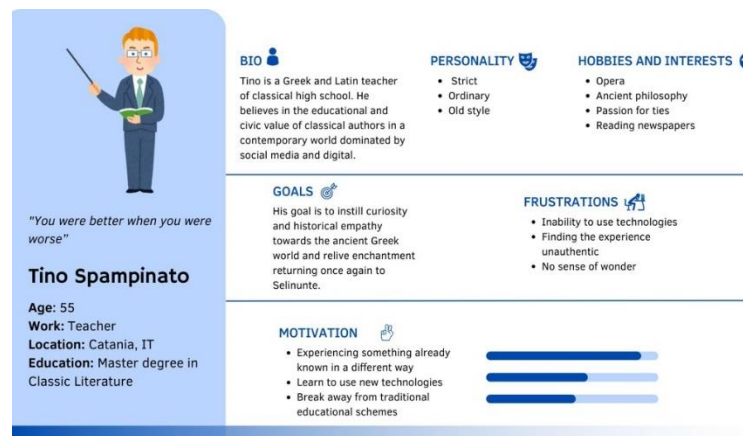 "You were better when you were
worse"
Tino Spampinato
Age: 55
Work: Teacher
Location: Catania, IT
Education: Master degree in
Classic Literature
BIO
Tino is a Greek and Latin teacher
of classical high school. He
believes in the educational and
civic value of classical authors in a
contemporary world dominated by
social media and digital.
PERSONALITY
• Strict
• Ordinary
• Old style
HOBBIES AND INTERESTS
• Opera
• Ancient philosophy
• Passion for ties
• Reading newspapers
GOALS
His goal is to instill curiosity
and historical empathy
towards the ancient Greek
world and relive enchantment
returning once again to
Selinunte.
FRUSTRATIONS
• Inability to use technologies
• Finding the experience
unauthentic
• No sense of wonder
MOTIVATION
• Experiencing something already
known in a different way
• Learn to use new technologies
• Break away from traditional
educational schemes